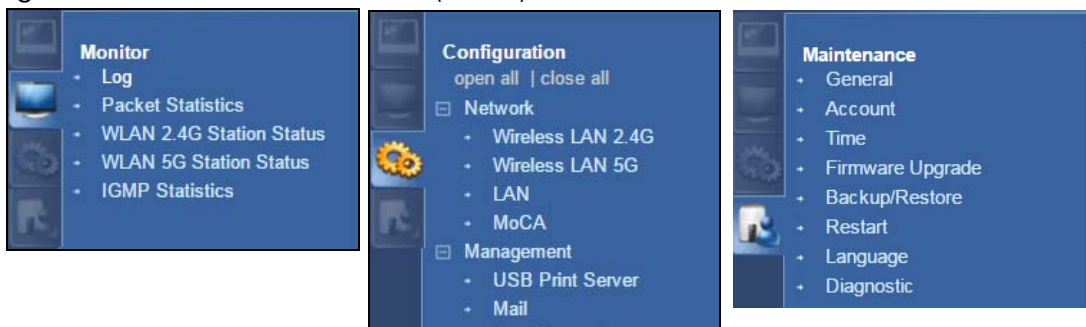 Monitor
Log
Packet Statistics
WLAN 2.4G Station Status
WLAN 5G Station Status
IGMP Statistics
Configuration
open all | close all
Network
Wireless LAN 2.4G
Wireless LAN 5G
LAN
MoCA
Management
USB Print Server
Mail
Maintenance
General
Account
Time
Firmware Upgrade
Backup/Restore
Restart
Language
Diagnostic